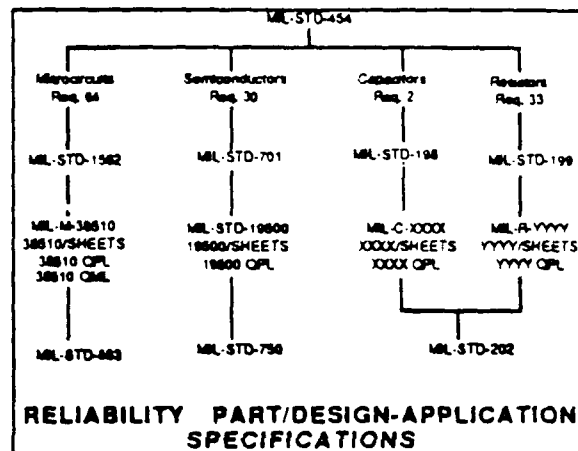 MIL-STD-454
Microcircuits Semiconductors Capacitors Resistors
Req. 64 Req. 30 Req. 2 Req. 33
MIL-STD-1562 MIL-STD-701 MIL-STD-198 MIL-STD-199
MIL-M-38510 MIL-STD-19500 MIL-C-XXXX MIL-R-YYYY
38510/SHEETS 19500/SHEETS XXXX/SHEETS YYYY/SHEETS
38510 QPL 19500 QPL XXXX QPL YYYY QPL
38510 QML
MIL-STD-883 MIL-STD-750 MIL-STD-202
RELIABILITY PART/DESIGN-APPLICATION
SPECIFICATIONS